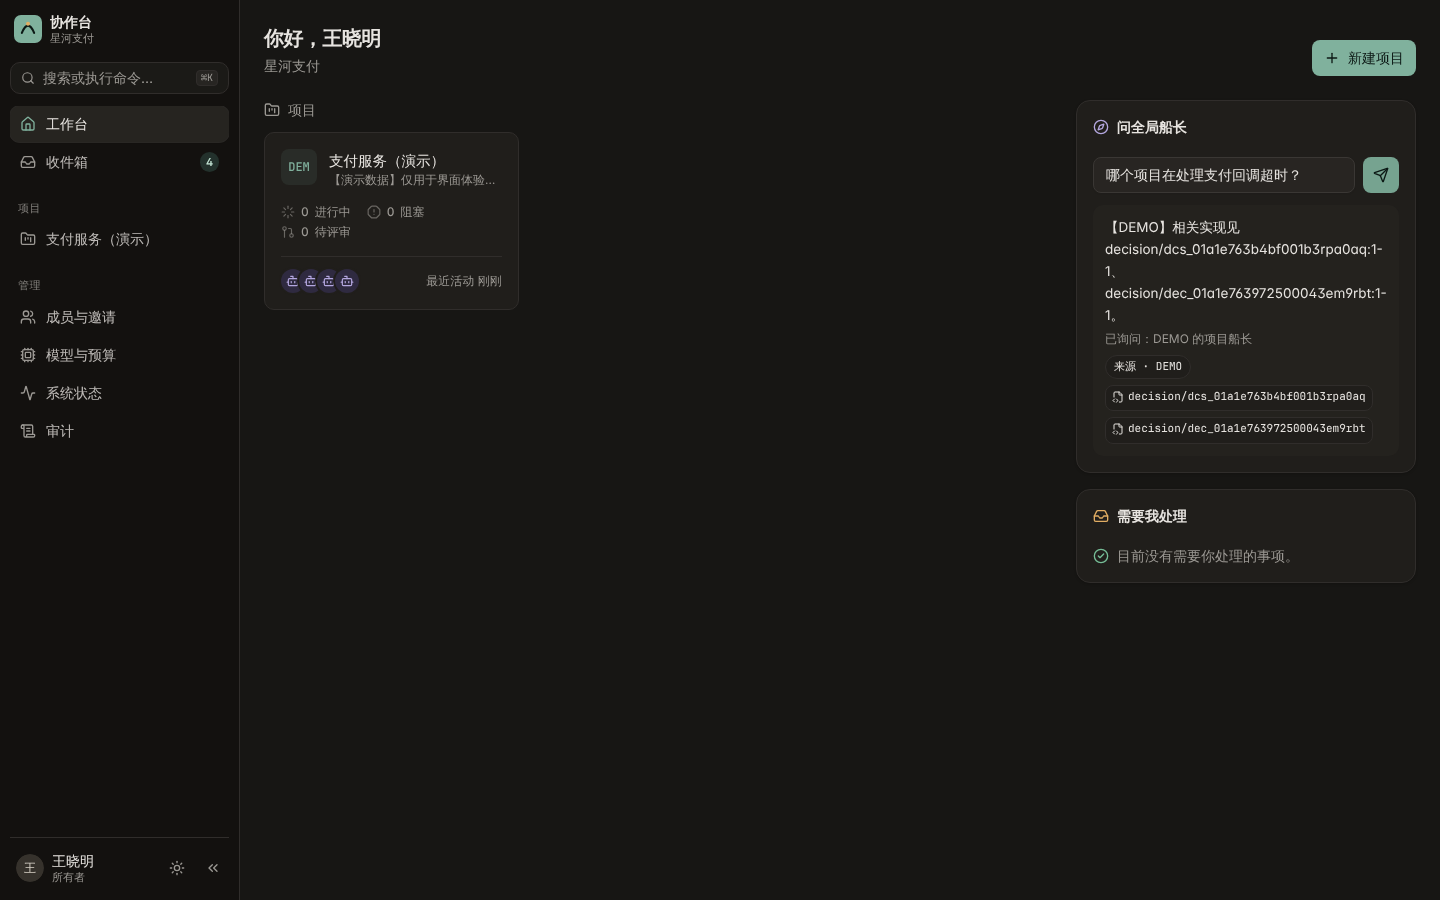 协作台
星河支付
搜索或执行命令...
⌘K
工作台
收件箱
4
项目
支付服务（演示）
管理
成员与邀请
模型与预算
系统状态
审计
王
王晓明
所有者
你好，王晓明
星河支付
新建项目
项目
DEM
支付服务（演示）
【演示数据】仅用于界面体验...
0 进行中
0 阻塞
0 待评审
最近活动 刚刚
问全局船长
哪个项目在处理支付回调超时？
【DEMO】相关实现见
decision/dcs_01a1e763b4bf001b3rpa0aq:1-
1、
decision/dec_01a1e763972500043em9rbt:1-
1。
已询问：DEMO 的项目船长
来源 · DEMO
decision/dcs_01a1e763b4bf001b3rpa0aq
decision/dec_01a1e763972500043em9rbt
需要我处理
目前没有需要你处理的事项。